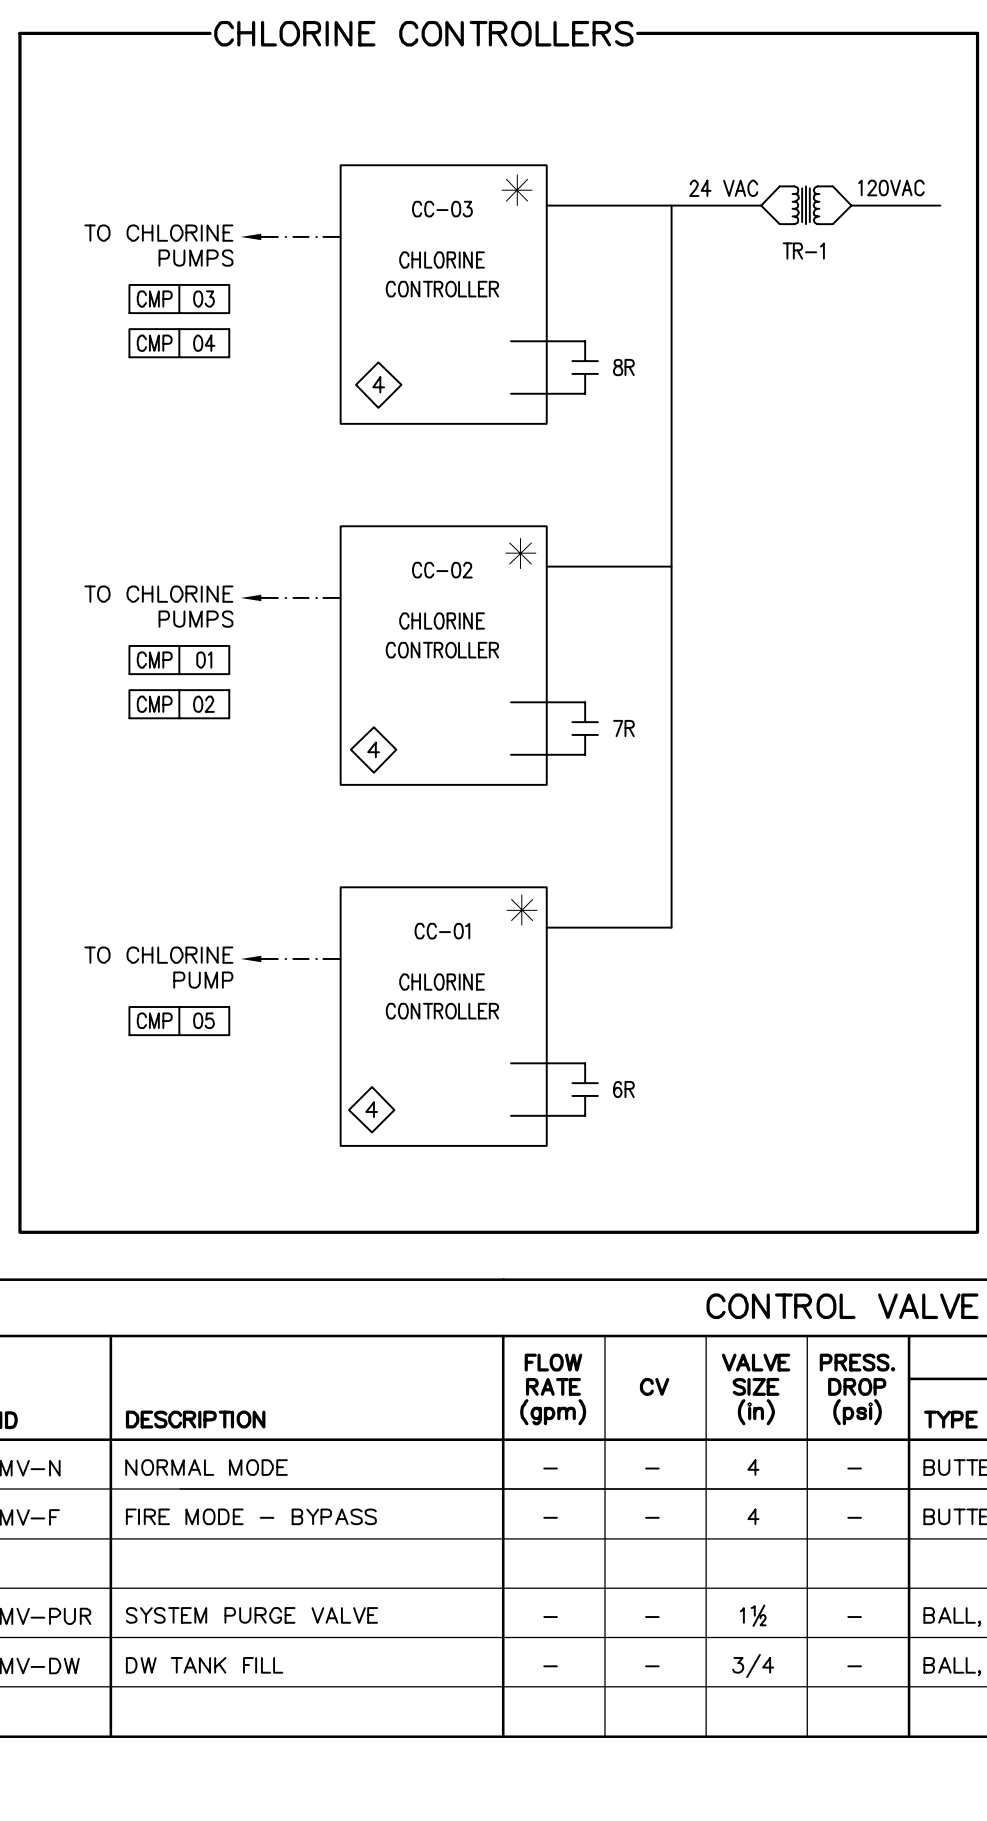 CHLORINE CONTROLLERS
24 VAC
120VAC
TR-1
CC-03
CHLORINE
CONTROLLER
TO CHLORINE
PUMPS
CMP 03
CMP 04
4
8R
CC-02
CHLORINE
CONTROLLER
TO CHLORINE
PUMPS
CMP 01
CMP 02
4
7R
CC-01
CHLORINE
CONTROLLER
TO CHLORINE
PUMP
CMP 05
4
6R
CONTROL VALVE
ID
DESCRIPTION
FLOW
RATE
(gpm)
CV
VALVE
SIZE
(in)
PRESS.
DROP
(psi)
TYPE
MV-N NORMAL MODE - - 4 - BUTTE
MV-F FIRE MODE - BYPASS - - 4 - BUTTE
MV-PUR SYSTEM PURGE VALVE - - 1½ - BALL,
MV-DW DW TANK FILL - - 3/4 - BALL,